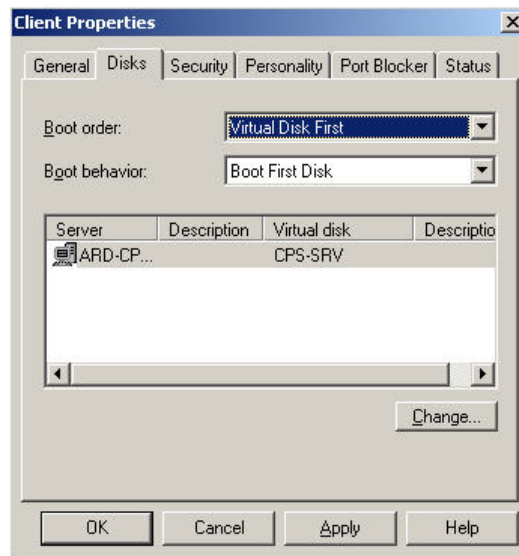 Client Properties
General Disks Security Personality Port Blocker Status
Boot order: Virtual Disk First
Boot behavior: Boot First Disk
Server Description Virtual disk Descriptio
ARD-CP... CPS-SRV
Change...
OK Cancel Apply Help